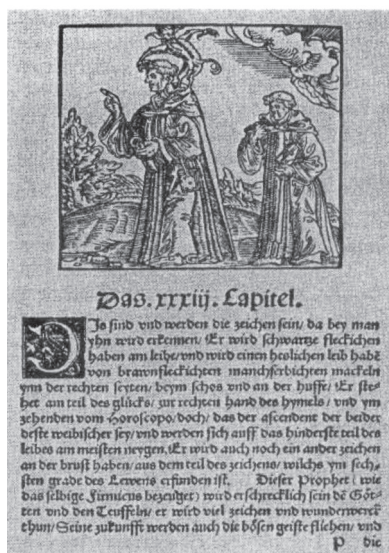 Das. xxxiij. Capitel.
DJs sind vnd werden die zeichen sein/ da bey man
yhn wird erkennen/ Er wird schwartze fleckichen
haben am leibe/vnd wird einen heslichen leib habē
von brawnfleckichten manchferbichten mackeln
ynn der rechten seyten/ beym schos vnd an der huffe/ Er ste-
het am teil des glücks/ zur rechten hand des hymels/ vnd ym
zehenden vom Horoscopo/doch/ das der ascendent der beider
deste weibischer sey/vnd werden sich auff das hinderste teil des
leibes am meisten neygen/Er wird auch noch ein ander zeichen
an der brust haben/ aus dem teil des zeichens/ wilchs ym sech-
sten grade des Lewens erfunden ist. Dieser Prophet ( wie
das selbige Firmicus bezeuget) wird erschrecklich sein dē Göt-
ten vnd den Teuffeln/ er wird viel zeichen vnd wunderwerck
thun/ Seine zukunfft werden auch die bösen geiste fliehen/ vnd
P die